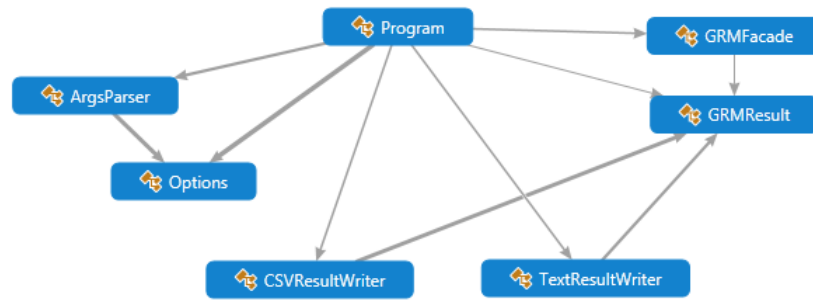 Program
GRMFacade
ArgsParser
GRMResult
Options
CSVResultWriter
TextResultWriter